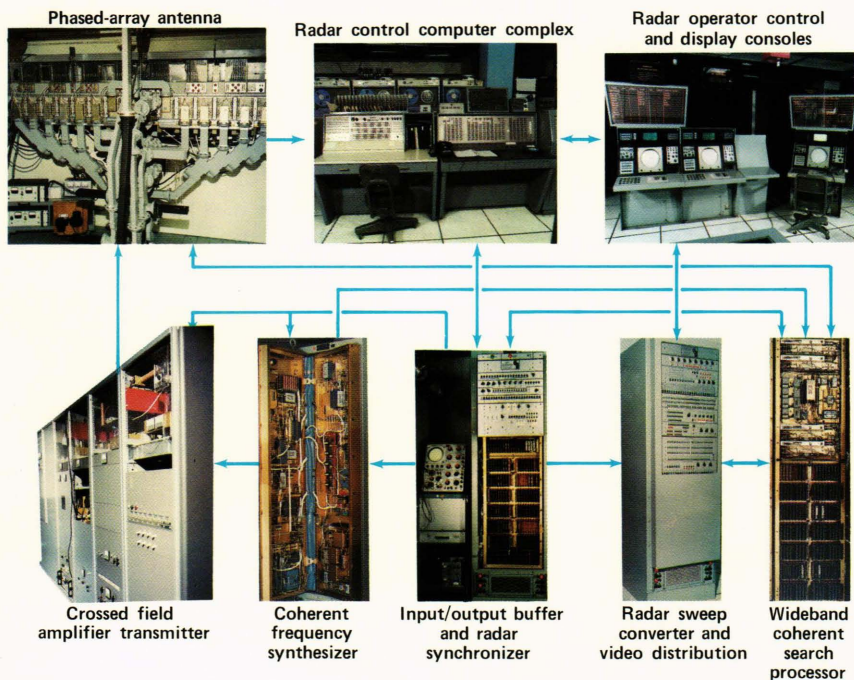 Phased-array antenna
Radar control computer complex
Radar operator control
and display consoles
Crossed field
amplifier transmitter
Coherent
frequency
synthesizer
Input/output buffer
and radar
synchronizer
Radar sweep
converter and
video distribution
Wideband
coherent
search
processor